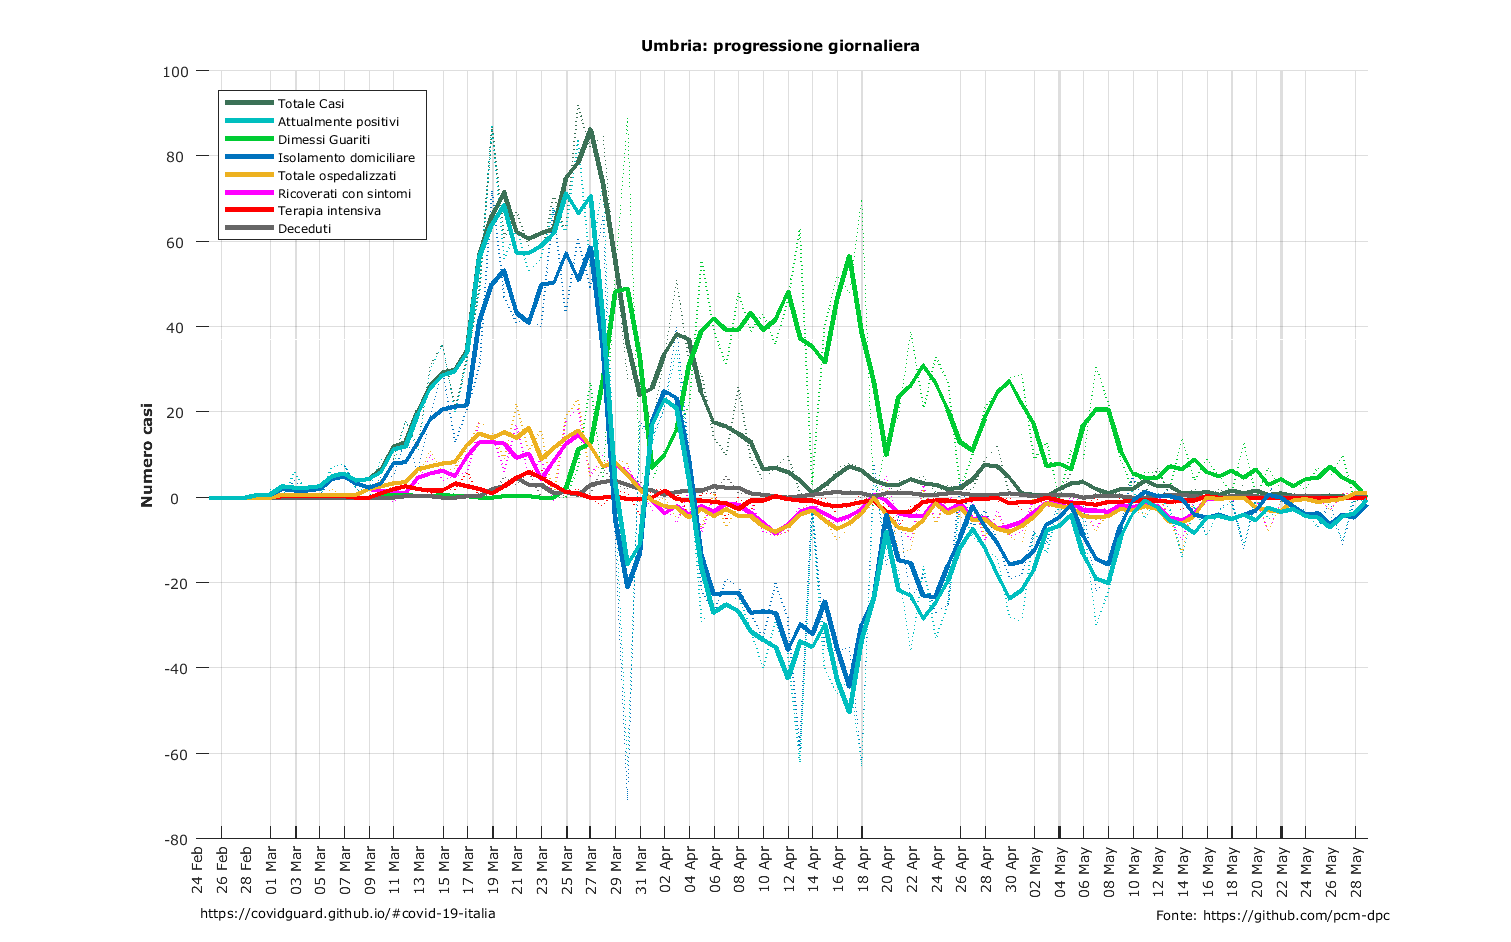 Umbria: progressione giornaliera
Numero casi
100
80
60
40
20
0
-20
-40
-60
-80
Totale Casi
Attualmente positivi
Dimessi Guariti
Isolamento domiciliare
Totale ospedalizzati
Ricoverati con sintomi
Terapia intensiva
Deceduti
24 Feb
26 Feb
28 Feb
01 Mar
03 Mar
05 Mar
07 Mar
09 Mar
11 Mar
13 Mar
15 Mar
17 Mar
19 Mar
21 Mar
23 Mar
25 Mar
27 Mar
29 Mar
31 Mar
02 Apr
04 Apr
06 Apr
08 Apr
10 Apr
12 Apr
14 Apr
16 Apr
18 Apr
20 Apr
22 Apr
24 Apr
26 Apr
28 Apr
30 Apr
02 May
04 May
06 May
08 May
10 May
12 May
14 May
16 May
18 May
20 May
22 May
24 May
26 May
28 May
https://covidguard.github.io/#covid-19-italia
Fonte: https://github.com/pcm-dpc